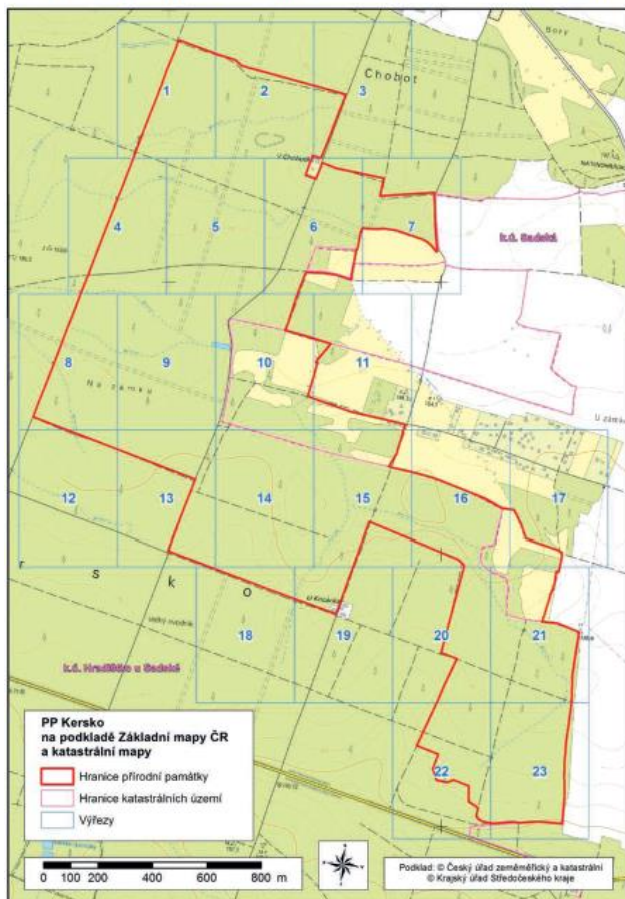 Bory
Chobot
1
2
3
V Chobotě
k.ú. Sadská
4
5
6
7
8
9
10
11
Na zámku
U zámku
12
13
14
15
16
17
r s k o
18
19
20
21
k.ú. Hradištko u Sadské
22
23
PP Kersko
na podkladě Základní mapy ČR
a katastrální mapy
Hranice přírodní památky
Hranice katastrálních území
Výřezy
0 100 200 400 600 800 m
Podklad: © Český úřad zeměměřický a katastrální
© Krajský úřad Středočeského kraje